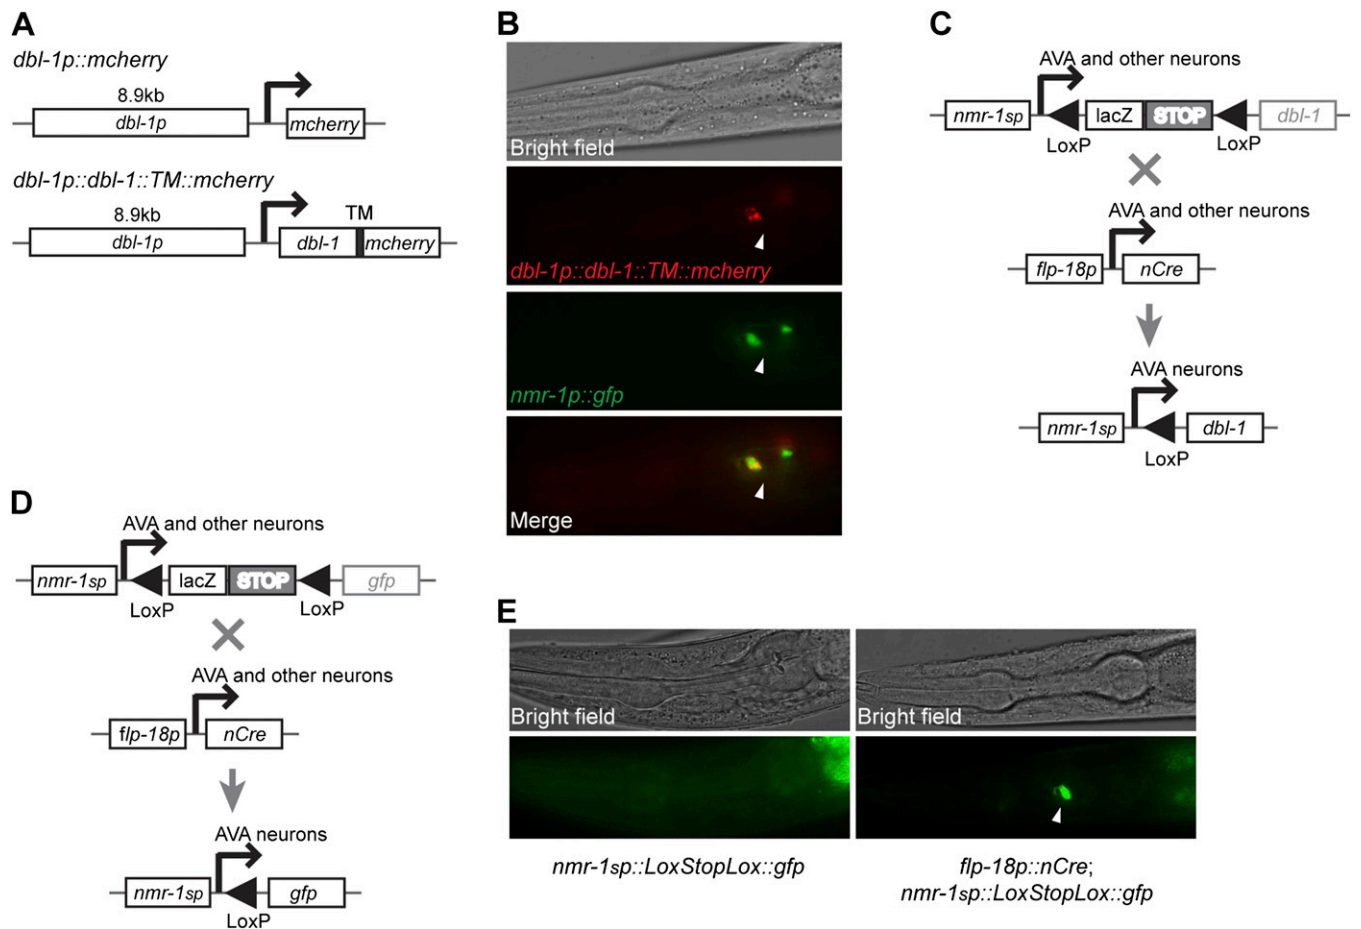 A
dbl-1p::mcherry
8.9kb
dbl-1p
mcherry
dbl-1p::dbl-1::TM::mcherry
8.9kb
TM
dbl-1p
dbl-1
mcherry
B
Bright field
dbl-1p::dbl-1::TM::mcherry
nmr-1p::gfp
Merge
C
AVA and other neurons
nmr-1sp
lacZ
STOP
dbl-1
LoxP
LoxP
AVA and other neurons
flp-18p
nCre
AVA neurons
nmr-1sp
dbl-1
LoxP
D
AVA and other neurons
nmr-1sp
lacZ
STOP
gfp
LoxP
LoxP
AVA and other neurons
flp-18p
nCre
AVA neurons
nmr-1sp
gfp
LoxP
E
Bright field
Bright field
nmr-1sp::LoxStopLox::gfp
flp-18p::nCre;
nmr-1sp::LoxStopLox::gfp